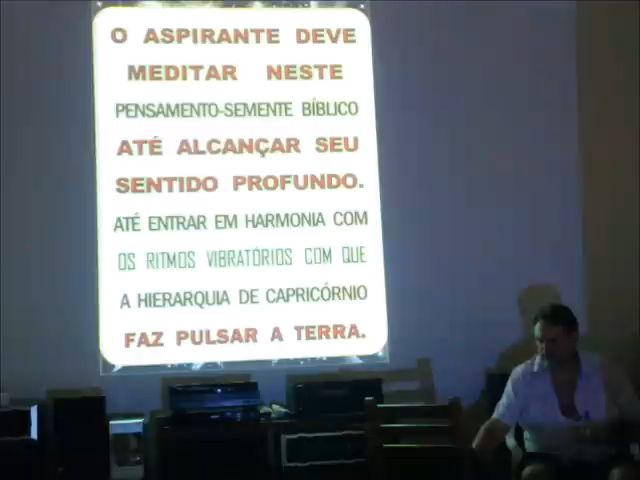 O ASPIRANTE DEVE
MEDITAR NESTE
PENSAMENTO-SEMENTE BÍBLICO
ATÉ ALCANÇAR SEU
SENTIDO PROFUNDO.
ATÉ ENTRAR EM HARMONIA COM
OS RITMOS VIBRATÓRIOS COM QUE
A HIERARQUIA DE CAPRICÓRNIO
FAZ PULSAR A TERRA.